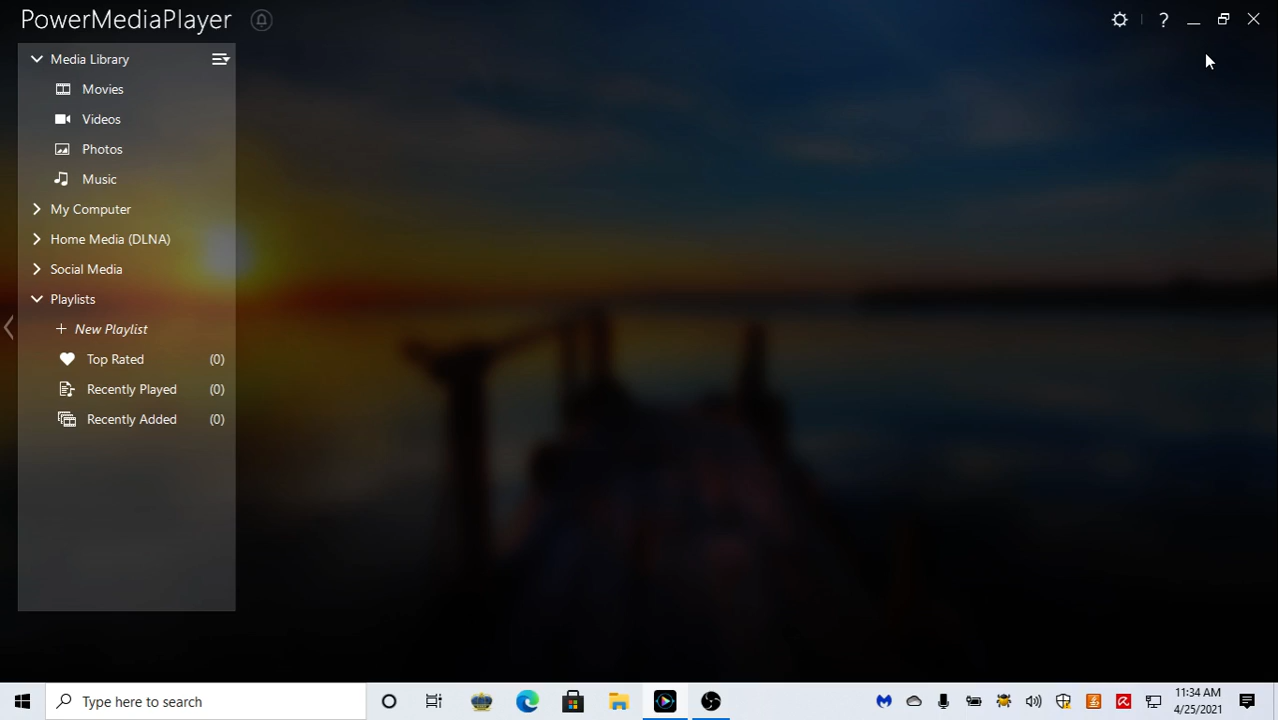 PowerMediaPlayer
Media Library
Movies
Videos
Photos
Music
My Computer
Home Media (DLNA)
Social Media
Playlists
New Playlist
Top Rated (0)
Recently Played (0)
Recently Added (0)
Type here to search
11:34 AM
4/25/2021